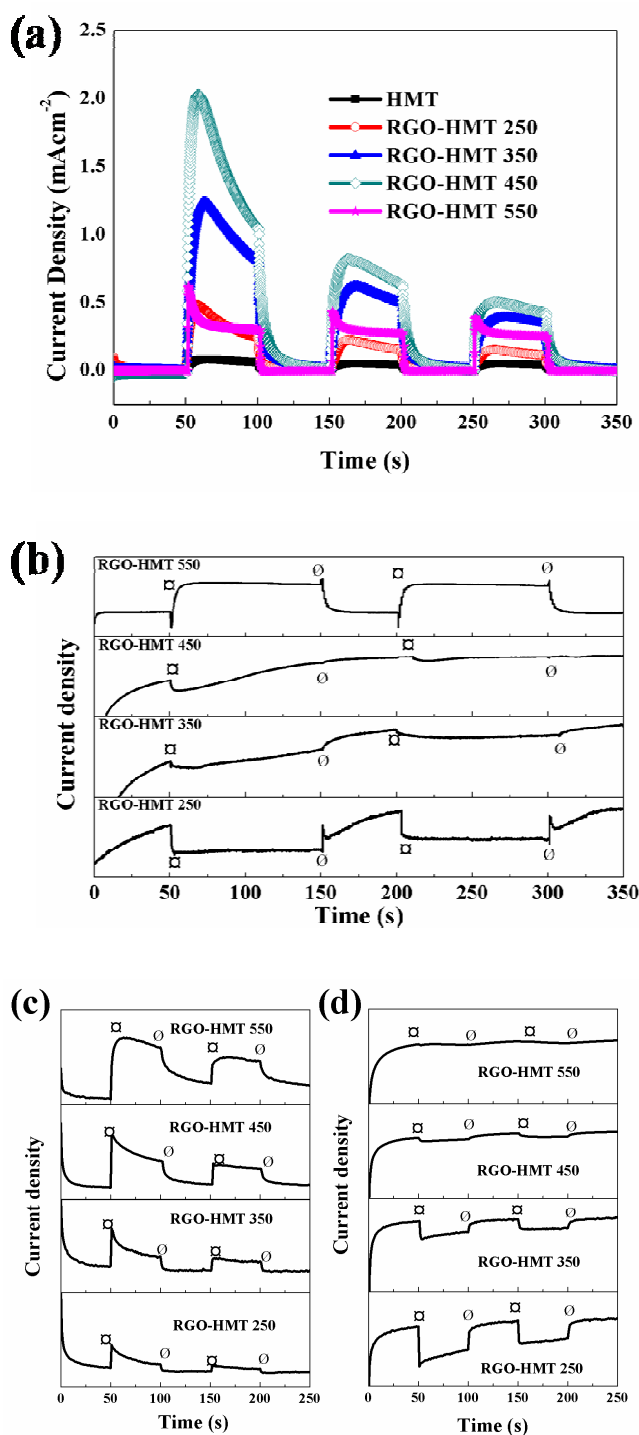 (a)
Current Density (mAcm⁻²)
2.5
2.0
1.5
1.0
0.5
0.0
HMT
RGO-HMT 250
RGO-HMT 350
RGO-HMT 450
RGO-HMT 550
0 50 100 150 200 250 300 350
Time (s)
(b)
Current density
RGO-HMT 550
¤ Ø ¤ Ø
RGO-HMT 450
¤ Ø ¤ Ø
RGO-HMT 350
¤ Ø ¤ Ø
RGO-HMT 250
¤ Ø ¤ Ø
0 50 100 150 200 250 300 350
Time (s)
(c)
Current density
¤ Ø RGO-HMT 550 ¤ Ø
¤ RGO-HMT 450 Ø ¤ Ø
¤ RGO-HMT 350 Ø ¤ Ø
RGO-HMT 250
¤ Ø ¤ Ø
0 50 100 150 200 250
Time (s)
(d)
Current density
¤ Ø ¤ Ø
RGO-HMT 550
¤ Ø ¤ Ø
RGO-HMT 450
¤ Ø ¤ Ø
RGO-HMT 350
¤ Ø ¤ Ø
RGO-HMT 250
0 50 100 150 200 250
Time (s)